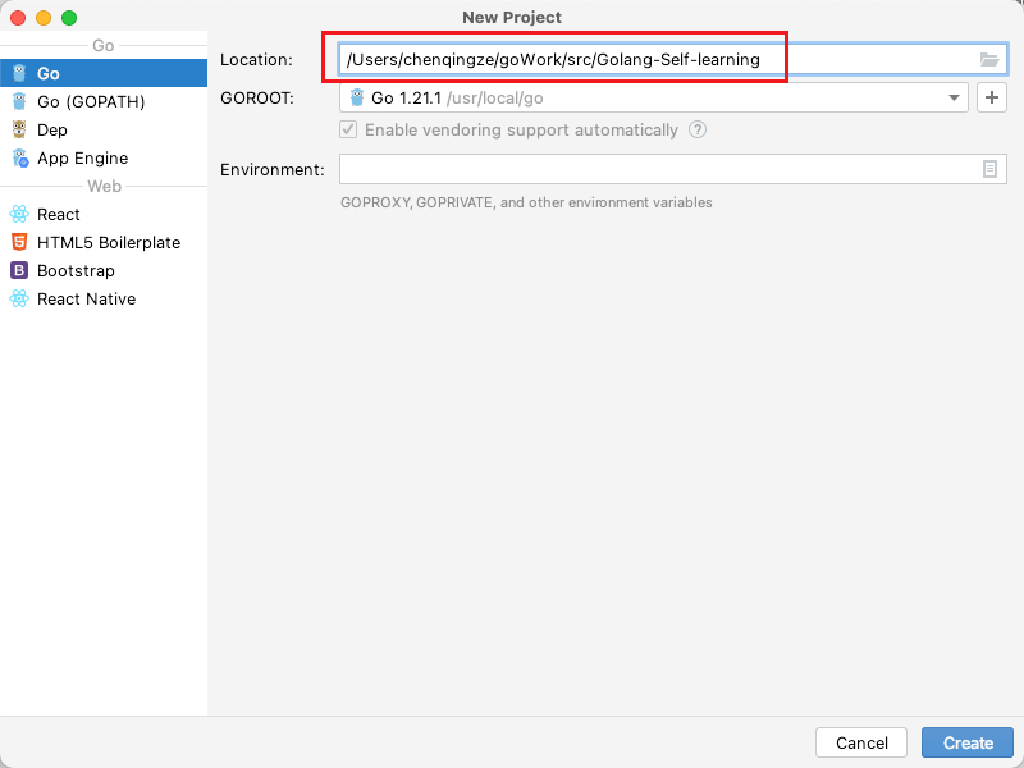 New Project
Go
Go
Go (GOPATH)
Dep
App Engine
Web
React
HTML5 Boilerplate
Bootstrap
React Native
Location: /Users/chenqingze/goWork/src/Golang-Self-learning
GOROOT: Go 1.21.1 /usr/local/go
Enable vendoring support automatically ?
Environment:
GOPROXY, GOPRIVATE, and other environment variables
Cancel Create